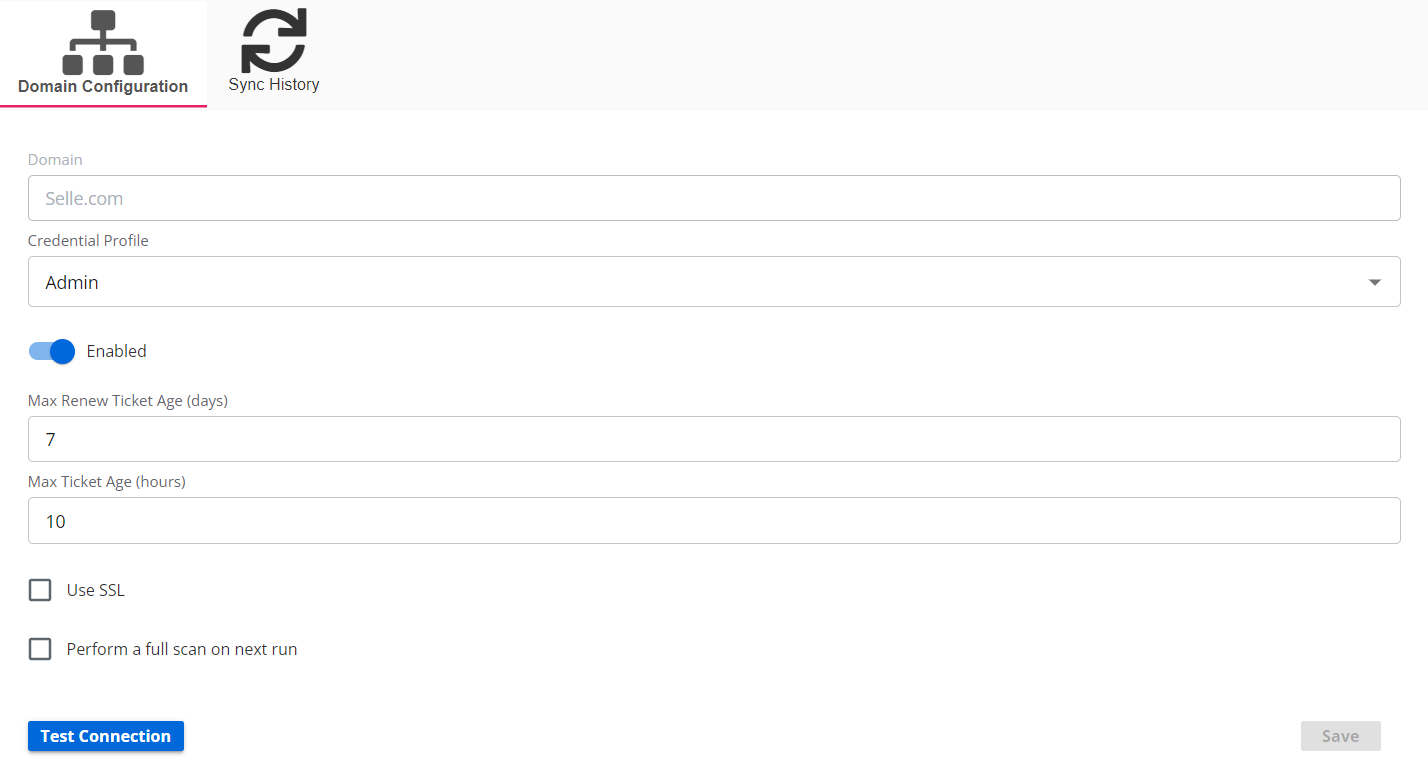 Domain Configuration
Sync History
Domain
Selle.com
Credential Profile
Admin
Enabled
Max Renew Ticket Age (days)
7
Max Ticket Age (hours)
10
Use SSL
Perform a full scan on next run
Test Connection
Save